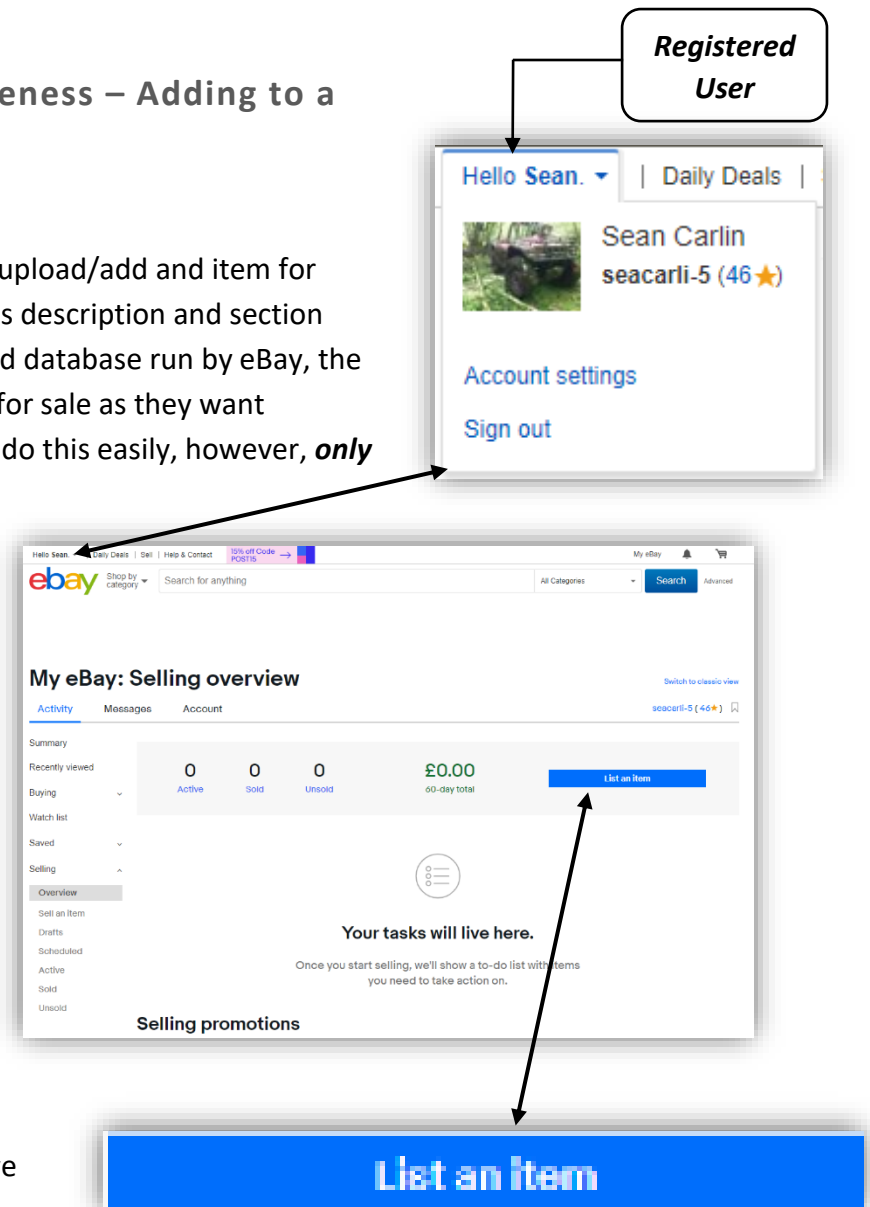 Registered
User
eness – Adding to a
Hello Sean. | Daily Deals |
Sean Carlin
seacarli-5 (46★)
upload/add and item for
s description and section
d database run by eBay, the
for sale as they want
do this easily, however, only
Account settings
Sign out
Hello Sean. Daily Deals | Sell | Help & Contact 15% off Code POST15 → My eBay
ebay Shop by category Search for anything All Categories Search Advanced
My eBay: Selling overview
Switch to classic view
Activity Messages Account seacarli-5 (46★)
Summary
Recently viewed
Buying
Watch list
Saved
Selling
Overview
Sell an item
Drafts
Scheduled
Active
Sold
Unsold
0 0 0 £0.00 List an item
Active Sold Unsold 60-day total
Your tasks will live here.
Once you start selling, we'll show a to-do list with items
you need to take action on.
Selling promotions
e
List an item